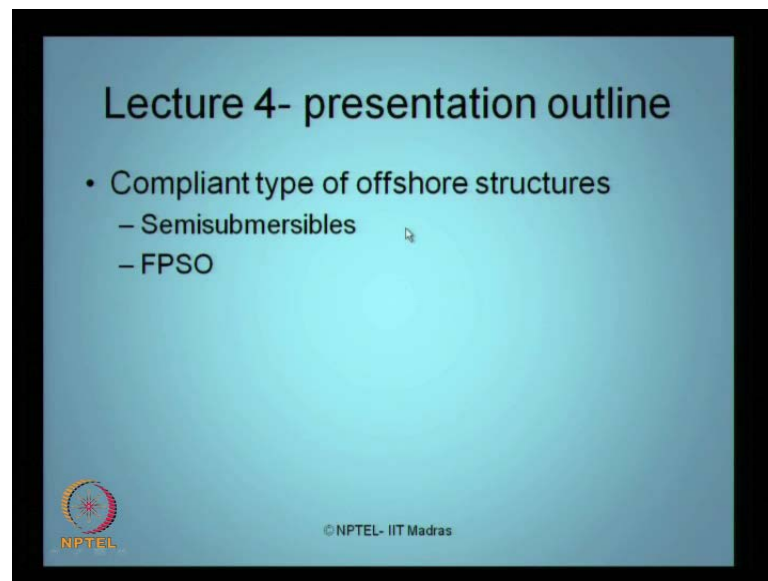 Lecture 4- presentation outline
• Compliant type of offshore structures
– Semisubmersibles
– FPSO
© NPTEL- IIT Madras
NPTEL